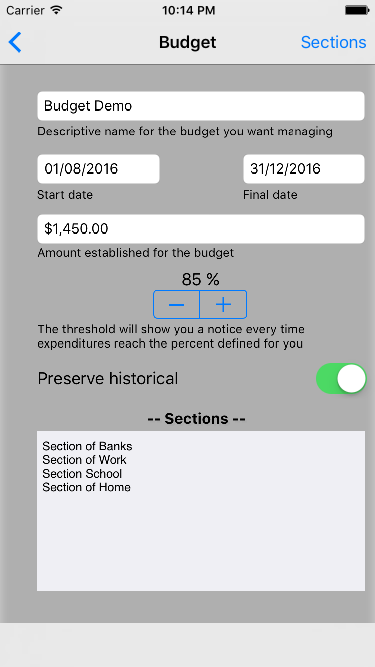 Carrier 10:14 PM
Budget Sections
Budget Demo
Descriptive name for the budget you want managing
01/08/2016 31/12/2016
Start date Final date
$1,450.00
Amount established for the budget
85 %
− +
The threshold will show you a notice every time
expenditures reach the percent defined for you
Preserve historical
-- Sections --
Section of Banks
Section of Work
Section School
Section of Home